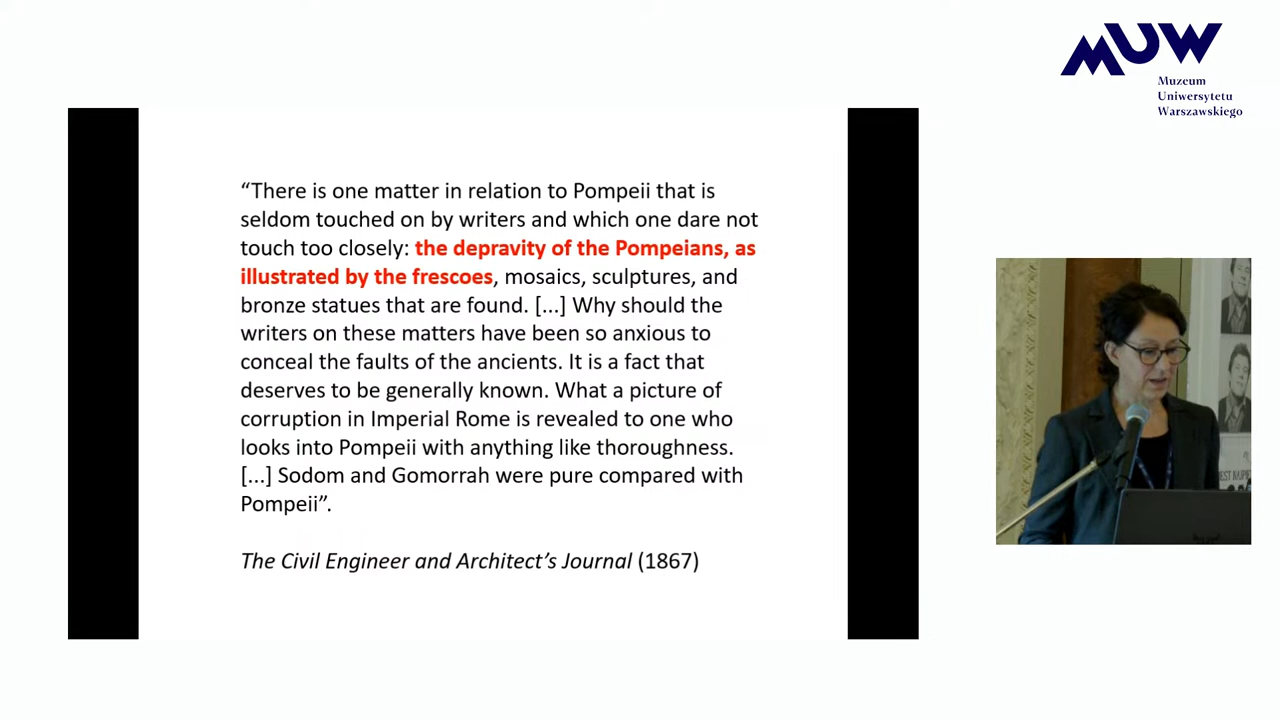 MUW
Muzeum
Uniwersytetu
Warszawskiego
“There is one matter in relation to Pompeii that is
seldom touched on by writers and which one dare not
touch too closely: the depravity of the Pompeians, as
illustrated by the frescoes, mosaics, sculptures, and
bronze statues that are found. [...] Why should the
writers on these matters have been so anxious to
conceal the faults of the ancients. It is a fact that
deserves to be generally known. What a picture of
corruption in Imperial Rome is revealed to one who
looks into Pompeii with anything like thoroughness.
[...] Sodom and Gomorrah were pure compared with
Pompeii”.
The Civil Engineer and Architect’s Journal (1867)